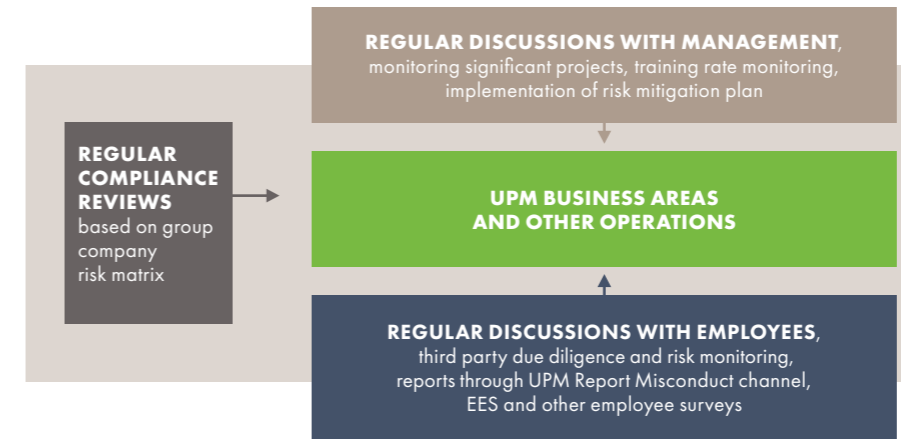 REGULAR DISCUSSIONS WITH MANAGEMENT,
monitoring significant projects, training rate monitoring,
implementation of risk mitigation plan
REGULAR
COMPLIANCE
REVIEWS
based on group
company
risk matrix
UPM BUSINESS AREAS
AND OTHER OPERATIONS
REGULAR DISCUSSIONS WITH EMPLOYEES,
third party due diligence and risk monitoring,
reports through UPM Report Misconduct channel,
EES and other employee surveys